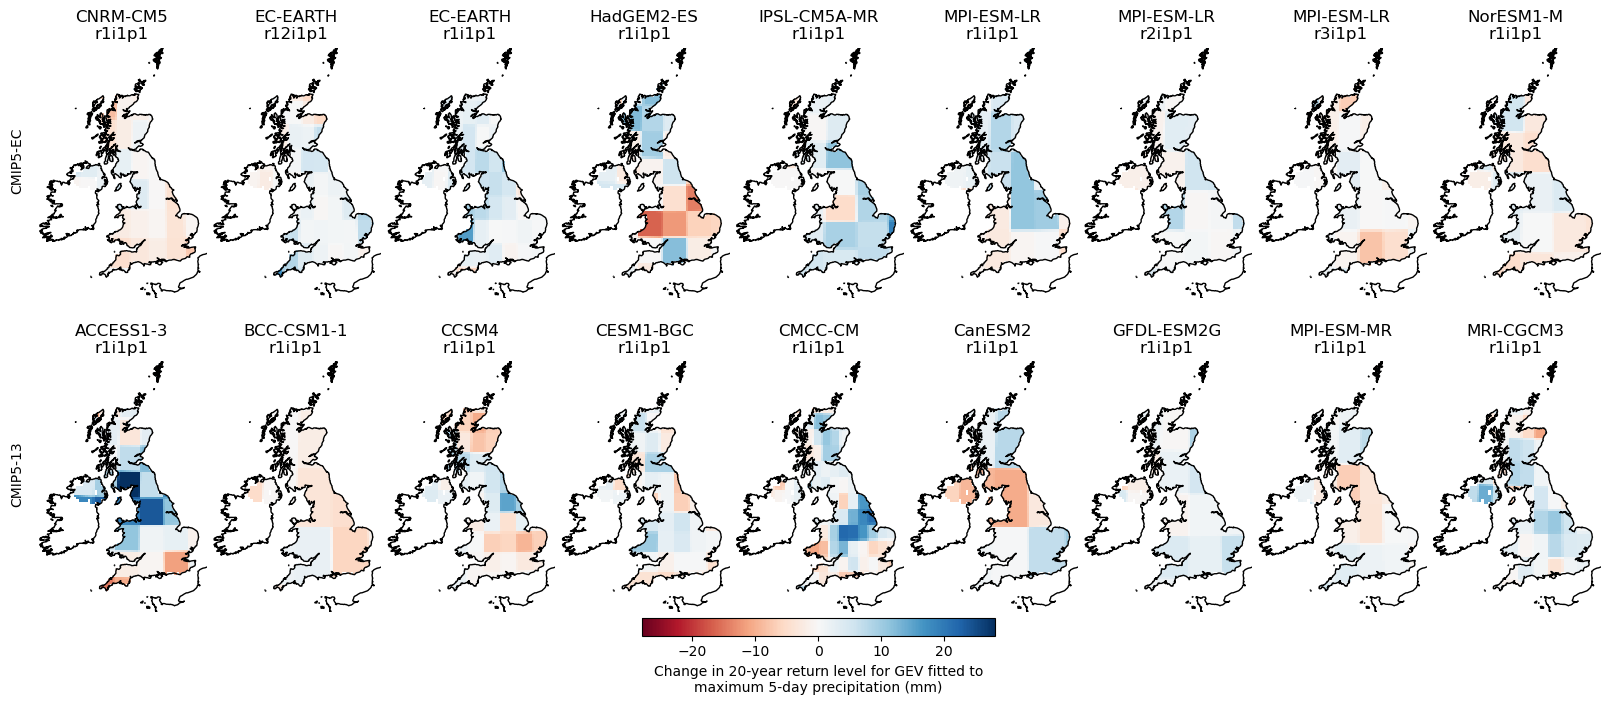 CNRM-CM5 EC-EARTH EC-EARTH HadGEM2-ES IPSL-CM5A-MR MPI-ESM-LR MPI-ESM-LR MPI-ESM-LR NorESM1-M
r1i1p1 r12i1p1 r1i1p1 r1i1p1 r1i1p1 r1i1p1 r2i1p1 r3i1p1 r1i1p1
CMIP5-EC
ACCESS1-3 BCC-CSM1-1 CCSM4 CESM1-BGC CMCC-CM CanESM2 GFDL-ESM2G MPI-ESM-MR MRI-CGCM3
r1i1p1 r1i1p1 r1i1p1 r1i1p1 r1i1p1 r1i1p1 r1i1p1 r1i1p1 r1i1p1
CMIP5-13
−20 −10 0 10 20
Change in 20-year return level for GEV fitted to
maximum 5-day precipitation (mm)